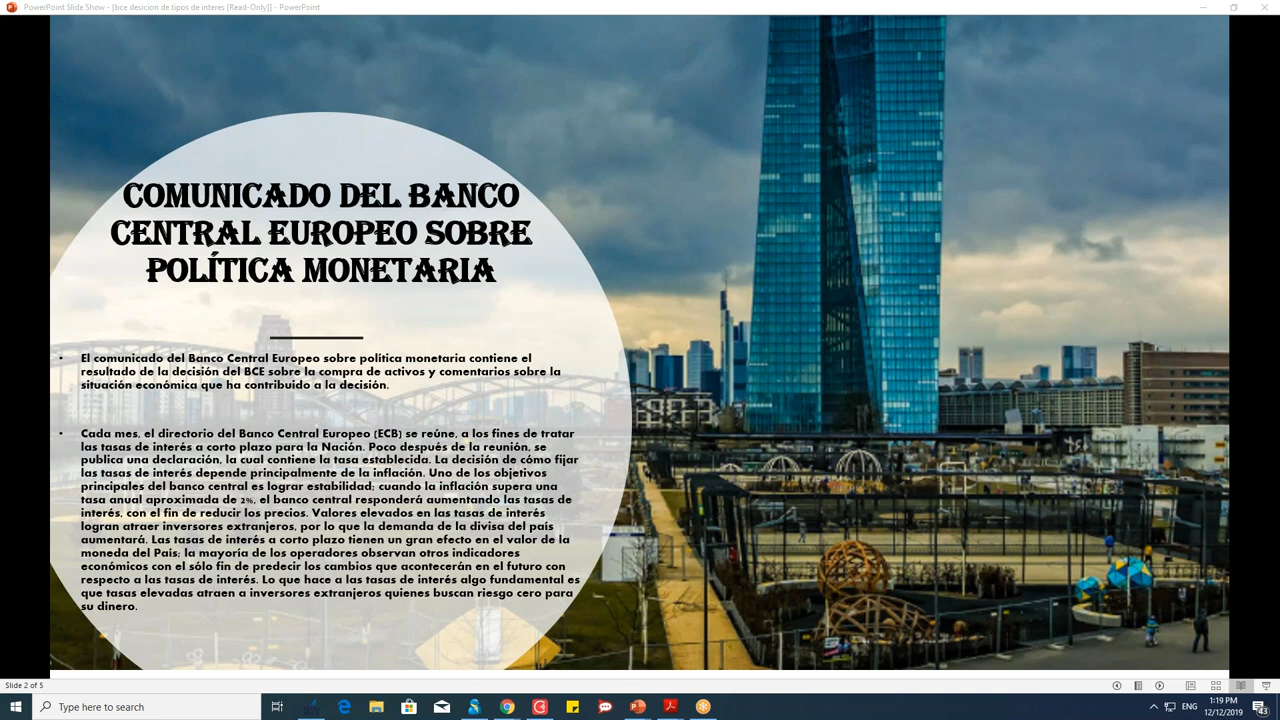 PowerPoint Slide Show - [bce desicion de tipos de interes [Read-Only]] - PowerPoint
COMUNICADO DEL BANCO
CENTRAL EUROPEO SOBRE
POLÍTICA MONETARIA
• El comunicado del Banco Central Europeo sobre política monetaria contiene el
resultado de la decisión del BCE sobre la compra de activos y comentarios sobre la
situación económica que ha contribuido a la decisión.
• Cada mes, el directorio del Banco Central Europeo (ECB) se reúne, a los fines de tratar
las tasas de interés a corto plazo para la Nación. Poco después de la reunión, se
publica una declaración, la cual contiene la tasa establecida. La decisión de cómo fijar
las tasas de interés depende principalmente de la inflación. Uno de los objetivos
principales del banco central es lograr estabilidad; cuando la inflación supera una
tasa anual aproximada de 2%, el banco central responderá aumentando las tasas de
interés, con el fin de reducir los precios. Valores elevados en las tasas de interés
logran atraer inversores extranjeros, por lo que la demanda de la divisa del país
aumentará. Las tasas de interés a corto plazo tienen un gran efecto en el valor de la
moneda del País; la mayoría de los operadores observan otros indicadores
económicos con el sólo fin de predecir los cambios que acontecerán en el futuro con
respecto a las tasas de interés. Lo que hace a las tasas de interés algo fundamental es
que tasas elevadas atraen a inversores extranjeros quienes buscan riesgo cero para
su dinero.
Slide 2 of 5
Type here to search
ENG
1:19 PM
12/12/2019
43